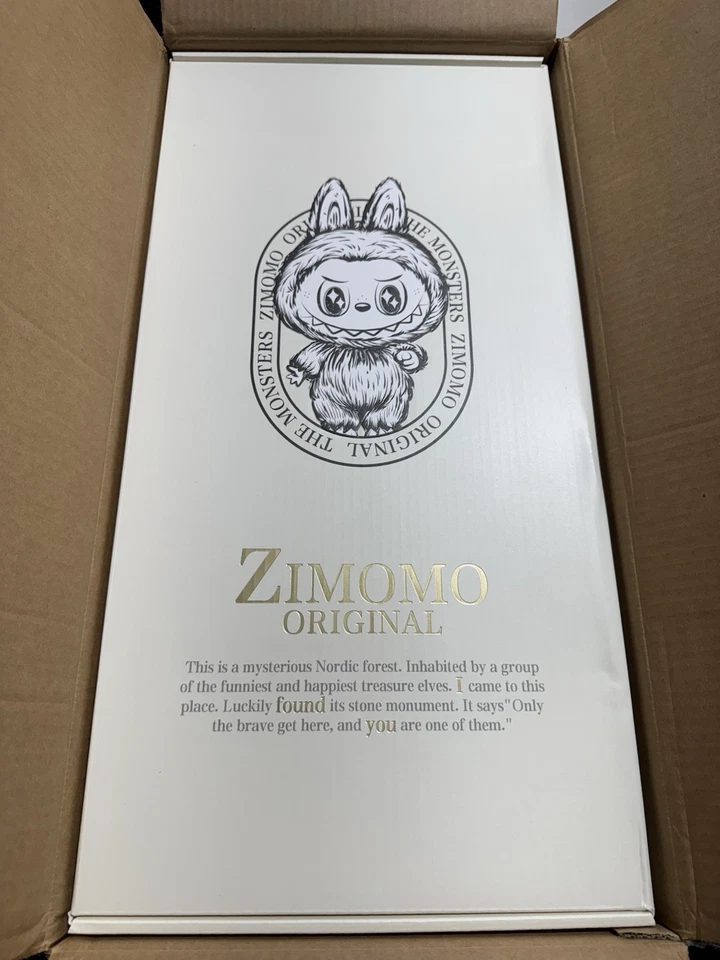 ZIMOMO ORI
THE MONSTERS ZIMOMO ORIGINAL THE MONSTERS
ZIMOMO
ORIGINAL
This is a mysterious Nordic forest. Inhabited by a group
of the funniest and happiest treasure elves. I came to this
place. Luckily found its stone monument. It says"Only
the brave get here, and you are one of them."